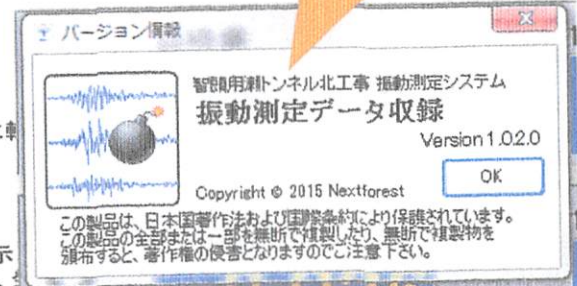 バージョン情報
智頭用瀬トンネル北工事 振動測定システム
振動測定データ収録
Version 1.0.2.0
OK
Copyright © 2015 Nextforest
この製品は、日本国著作法および国際条約により保護されています。
この製品の全部または一部を無断で複製したり、無断で複製物を
頒布すると、著作権の侵害となりますのでご注意下さい。
示